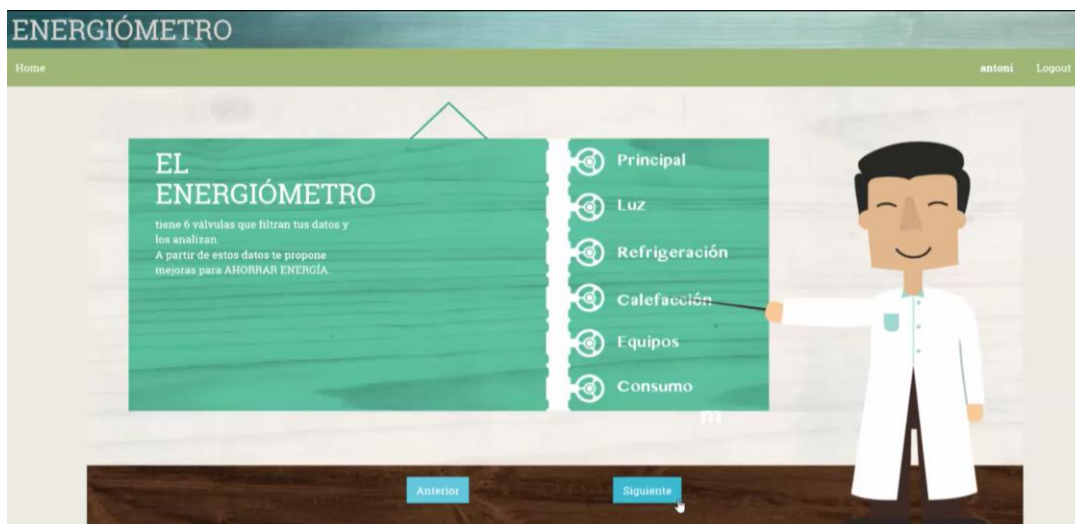 ENERGIÓMETRO
Home
antoni
Logout
EL
ENERGIÓMETRO
tiene 6 válvulas que filtran tus datos y
los analizan.
A partir de estos datos te propone
mejoras para AHORRAR ENERGÍA.
Principal
Luz
Refrigeración
Calefacción
Equipos
Consumo
m
Anterior
Siguiente